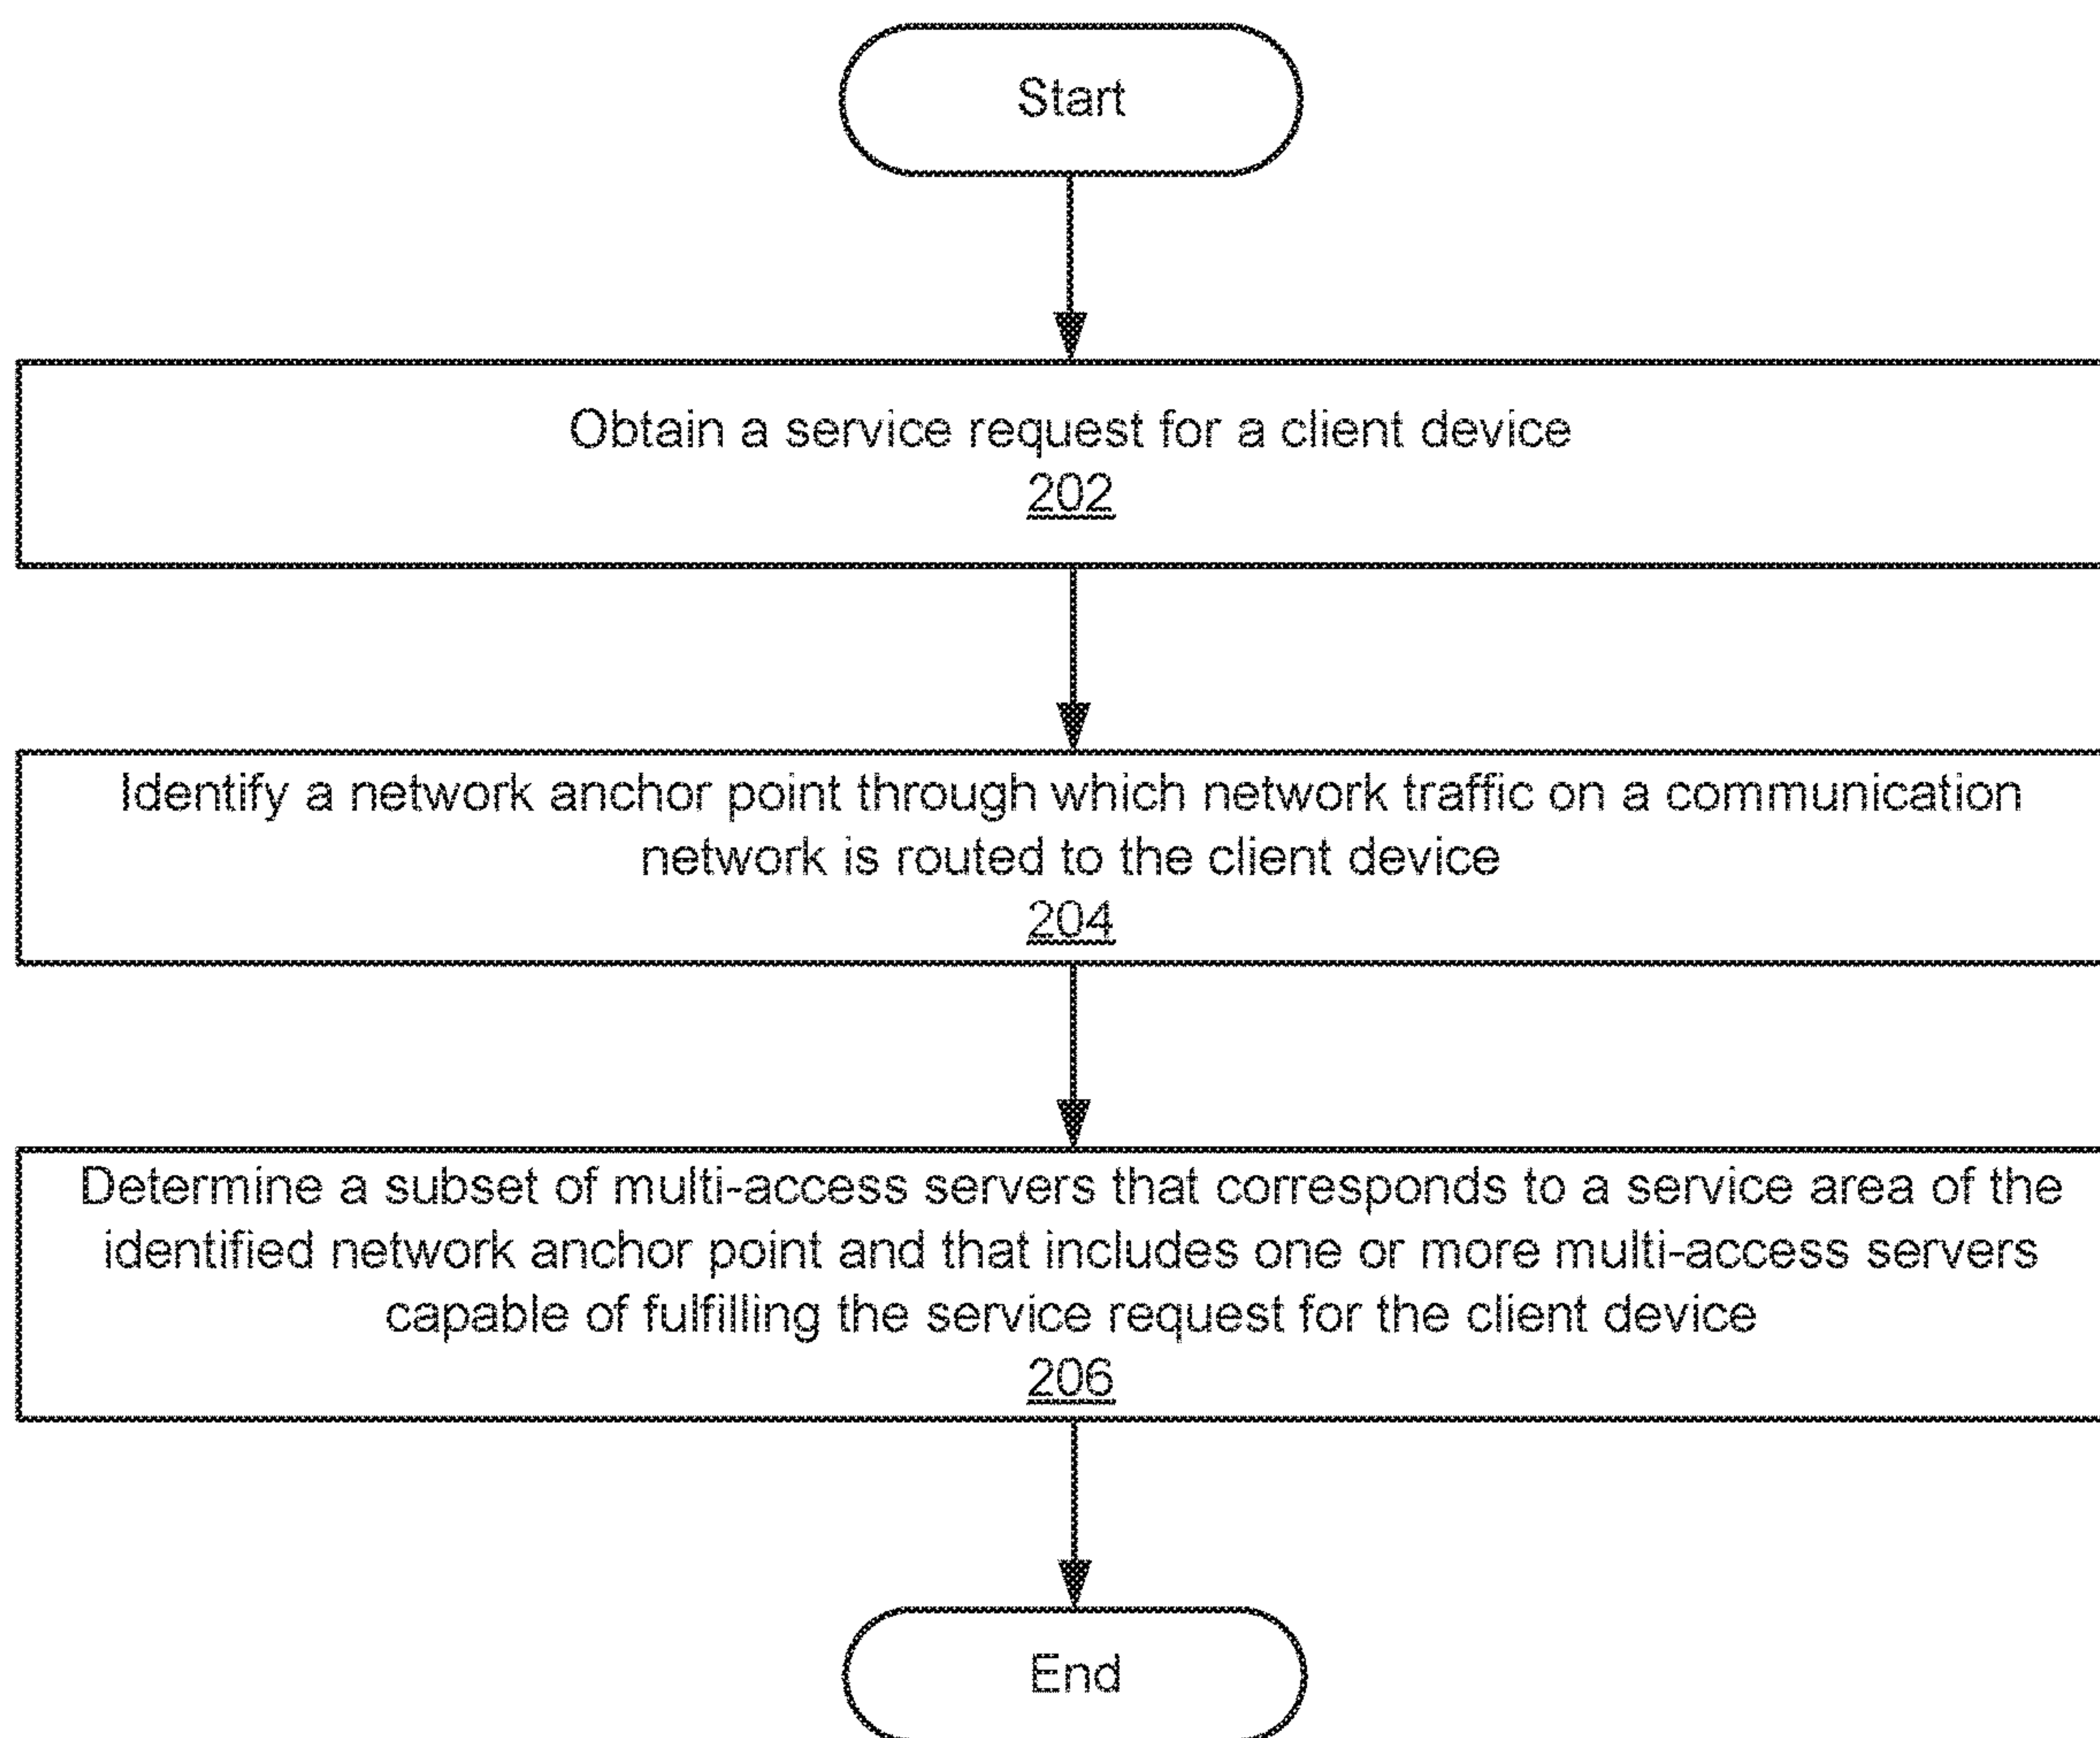 Start
Obtain a service request for a client device
202
Identify a network anchor point through which network traffic on a communication
network is routed to the client device
204
Determine a subset of multi-access servers that corresponds to a service area of the
identified network anchor point and that includes one or more multi-access servers
capable of fulfilling the service request for the client device
206
End